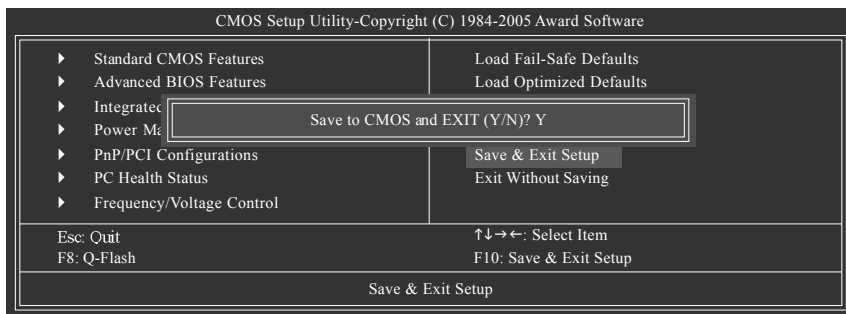 CMOS Setup Utility-Copyright (C) 1984-2005 Award Software
Standard CMOS Features Load Fail-Safe Defaults
Advanced BIOS Features Load Optimized Defaults
Integrated
Save to CMOS and EXIT (Y/N)? Y
Power Ma
PnP/PCI Configurations Save & Exit Setup
PC Health Status Exit Without Saving
Frequency/Voltage Control
Esc: Quit ↑↓→←: Select Item
F8: Q-Flash F10: Save & Exit Setup
Save & Exit Setup